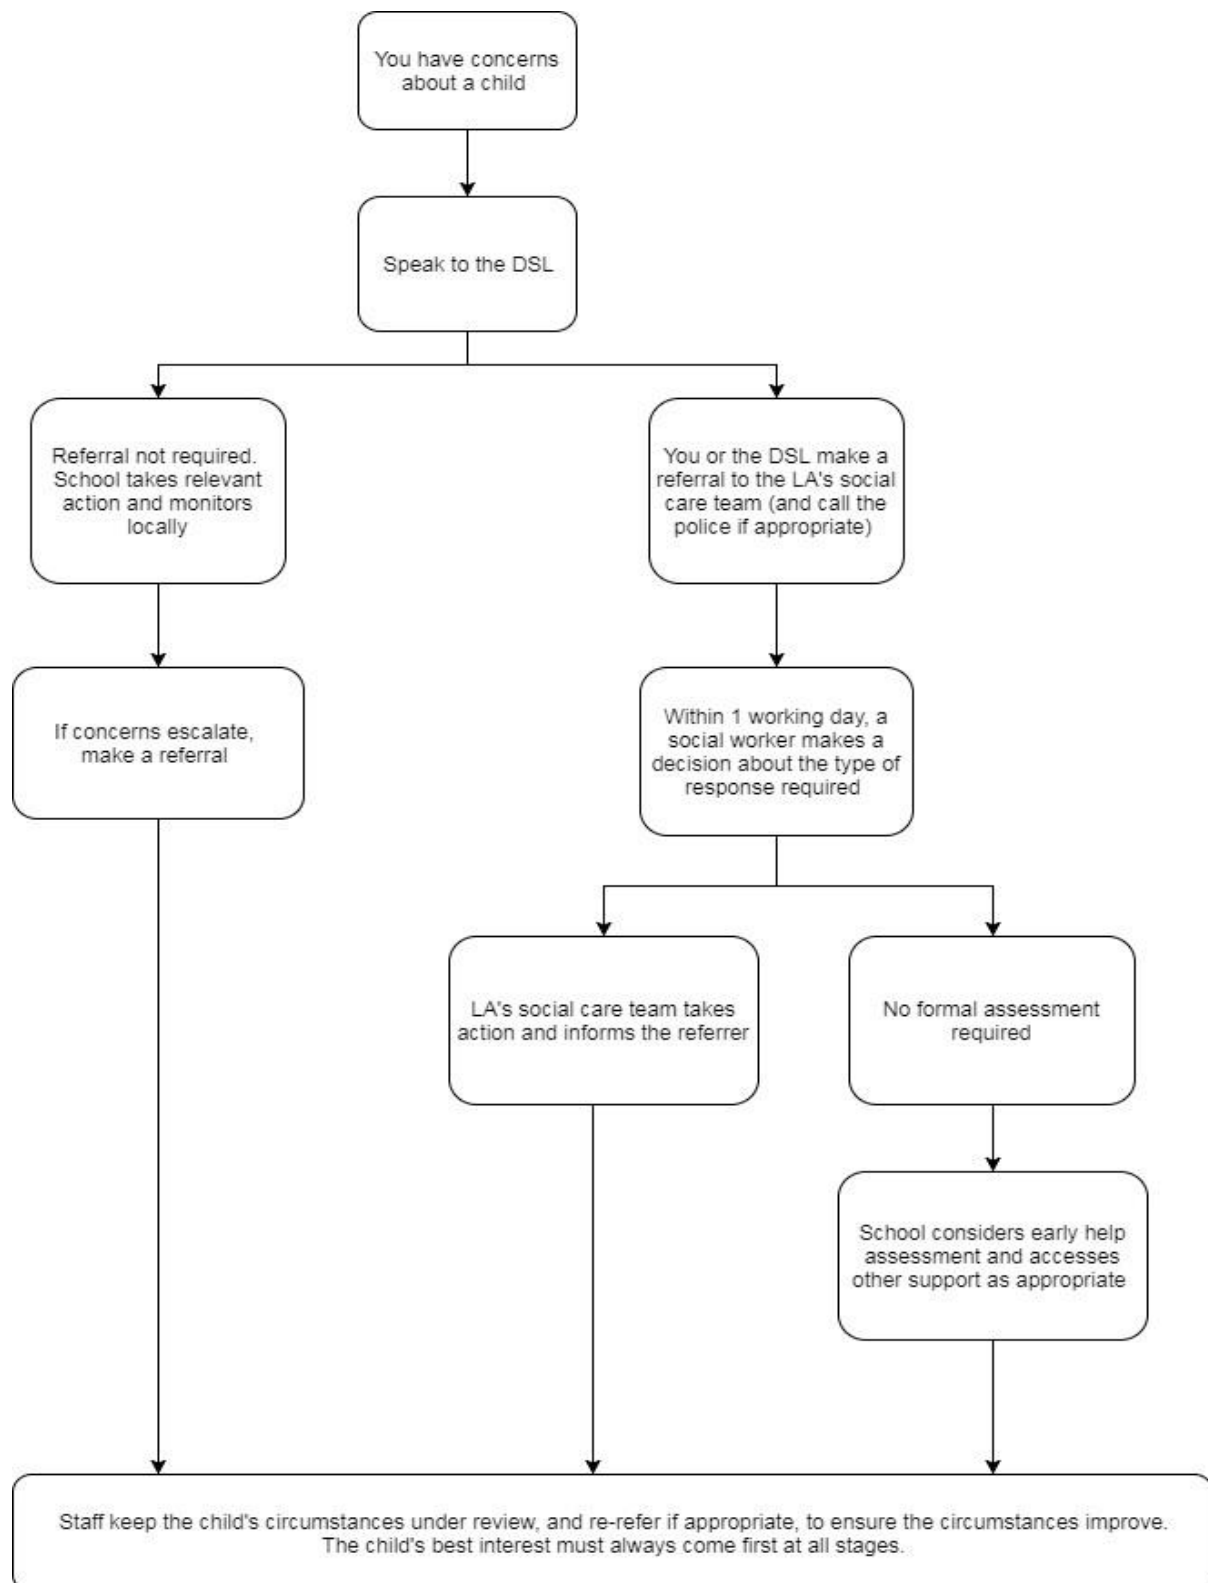 You have concerns
about a child
Speak to the DSL
Referral not required.
School takes relevant
action and monitors
locally
You or the DSL make a
referral to the LA's social
care team (and call the
police if appropriate)
If concerns escalate,
make a referral
Within 1 working day, a
social worker makes a
decision about the type of
response required
LA's social care team takes
action and informs the referrer
No formal assessment
required
School considers early help
assessment and accesses
other support as appropriate
Staff keep the child's circumstances under review, and re-refer if appropriate, to ensure the circumstances improve.
The child's best interest must always come first at all stages.